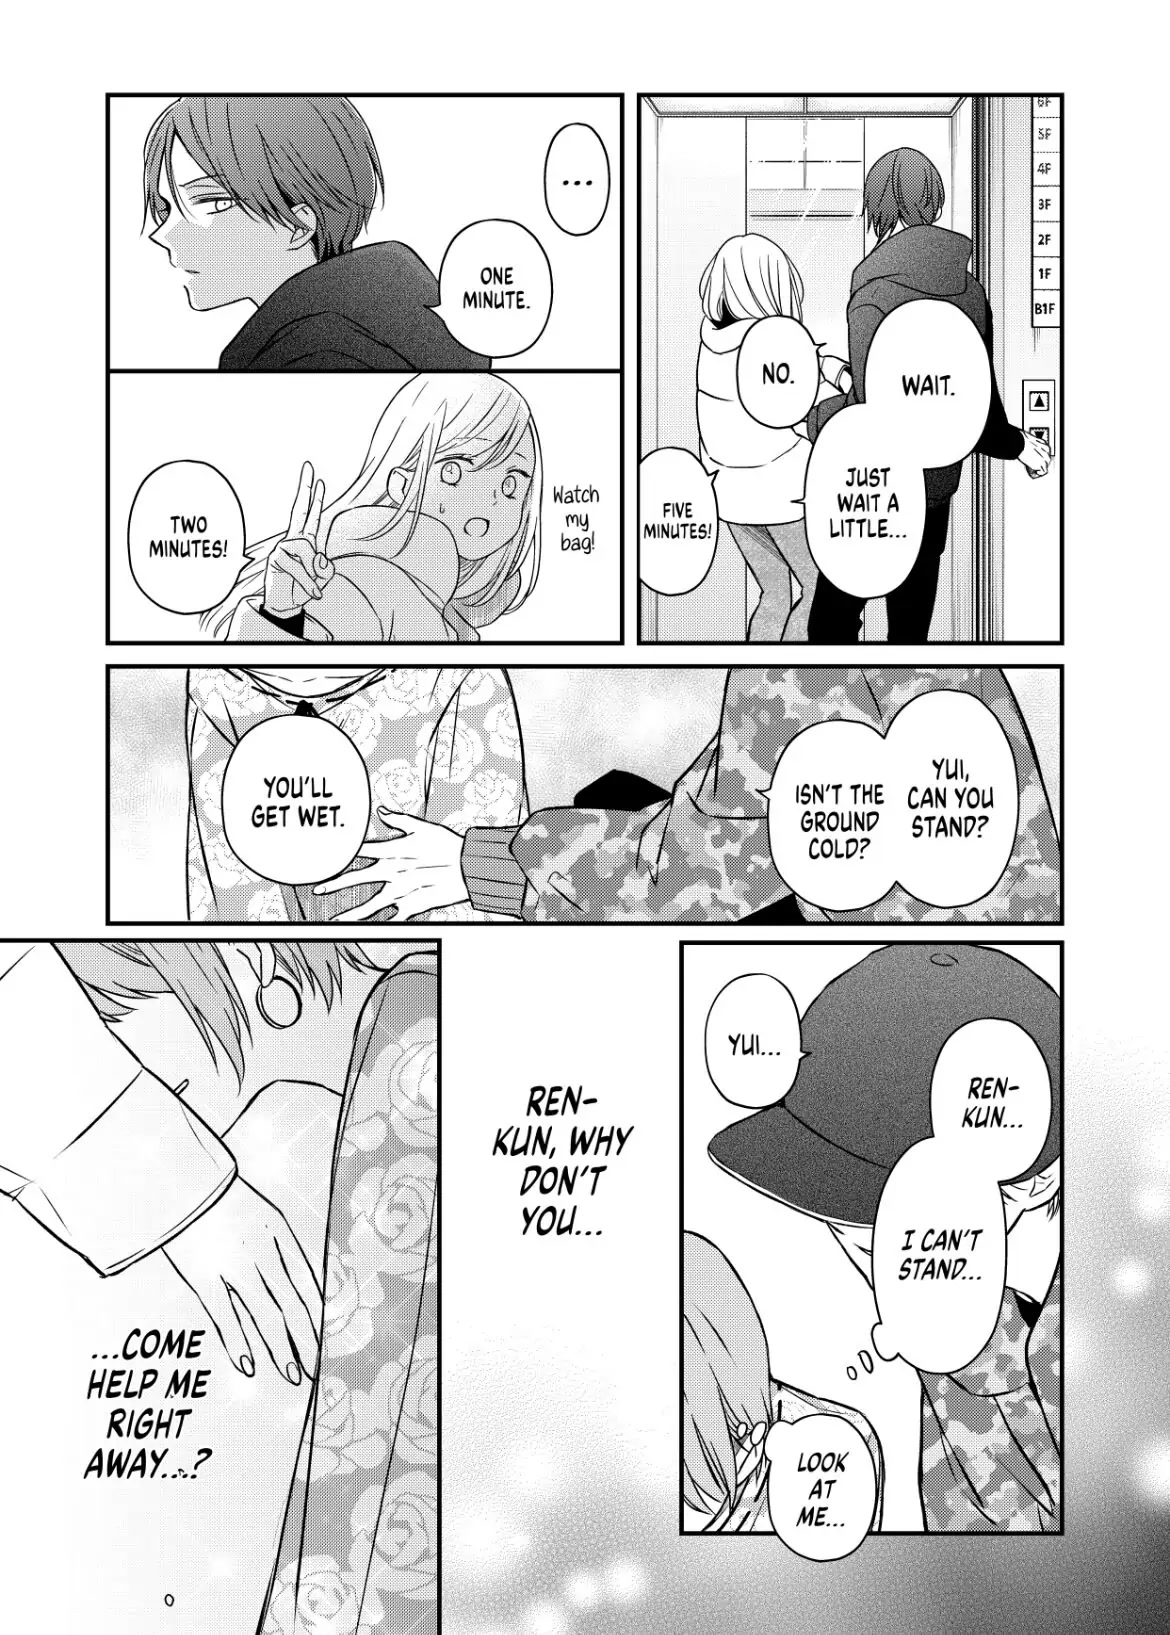 6F
5F
4F
3F
2F
1F
B1F
WAIT.
JUST
WAIT A
LITTLE...
NO.
FIVE
MINUTES!
...
ONE
MINUTE.
Watch
my
bag!
TWO
MINUTES!
YUI,
CAN YOU
STAND?
ISN'T THE
GROUND
COLD?
YOU'LL
GET WET.
YUI...
REN-
KUN...
I CAN'T
STAND...
LOOK
AT
ME...
REN-
KUN, WHY
DON'T
YOU...
...COME
HELP ME
RIGHT
AWAY...?